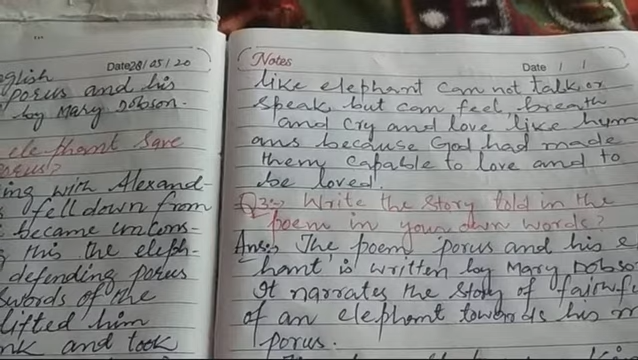 Date 28/05/20
glish
Porus and his
by Mary Dobson.
elephant save
Porus?
ing with Alexand-
s fell down from
became uncons-
g this the eleph-
defending porus
swords of the
lifted him
nk and took
Notes
Date / /
like elephant can not talk or
speak but can feel, breath
and cry and love like hum
ans because God had made
them capable to love and to
be loved.
Q3:- Write the story told in the
poem in your own words?
Ans:- The poem 'porus and his e
hant' is written by Mary Dobso
It narrates the story of
of an elephant towards his m
porus.